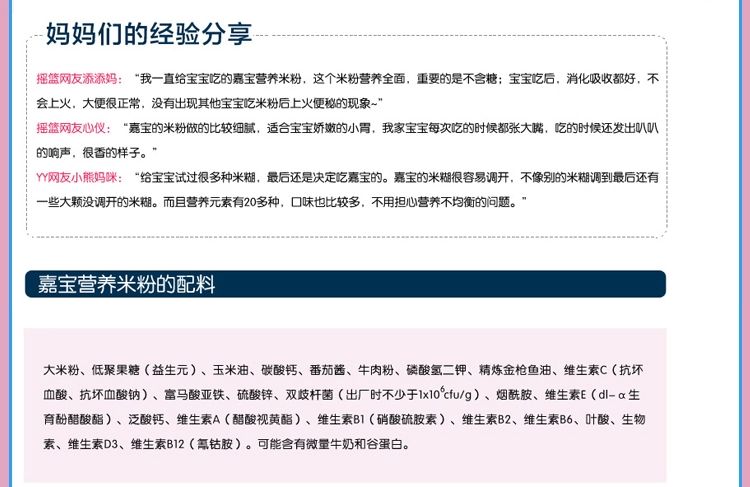 妈妈们的经验分享
摇篮网友添添妈：“我一直给宝宝吃的嘉宝营养米粉，这个米粉营养全面，重要的是不含糖；宝宝吃后，消化吸收都好，不
会上火，大便很正常，没有出现其他宝宝吃米粉后上火便秘的现象~”
摇篮网友心仪：“嘉宝的米粉做的比较细腻，适合宝宝娇嫩的小胃，我家宝宝每次吃的时候都张大嘴，吃的时候还发出叭叭
的响声，很香的样子。”
YY网友小熊妈咪：“给宝宝试过很多种米糊，最后还是决定吃嘉宝的。嘉宝的米糊很容易调开，不像别的米糊调到最后还有
一些大颗没调开的米糊。而且营养元素有20多种，口味也比较多，不用担心营养不均衡的问题。”
嘉宝营养米粉的配料
大米粉、低聚果糖（益生元）、玉米油、碳酸钙、番茄酱、牛肉粉、磷酸氢二钾、精炼金枪鱼油、维生素C（抗坏
血酸、抗坏血酸钠）、富马酸亚铁、硫酸锌、双歧杆菌（出厂时不少于1x10⁶cfu/g）、烟酰胺、维生素E（dl-α生
育酚醋酸酯）、泛酸钙、维生素A（醋酸视黄酯）、维生素B1（硝酸硫胺素）、维生素B2、维生素B6、叶酸、生物
素、维生素D3、维生素B12（氰钴胺）。可能含有微量牛奶和谷蛋白。